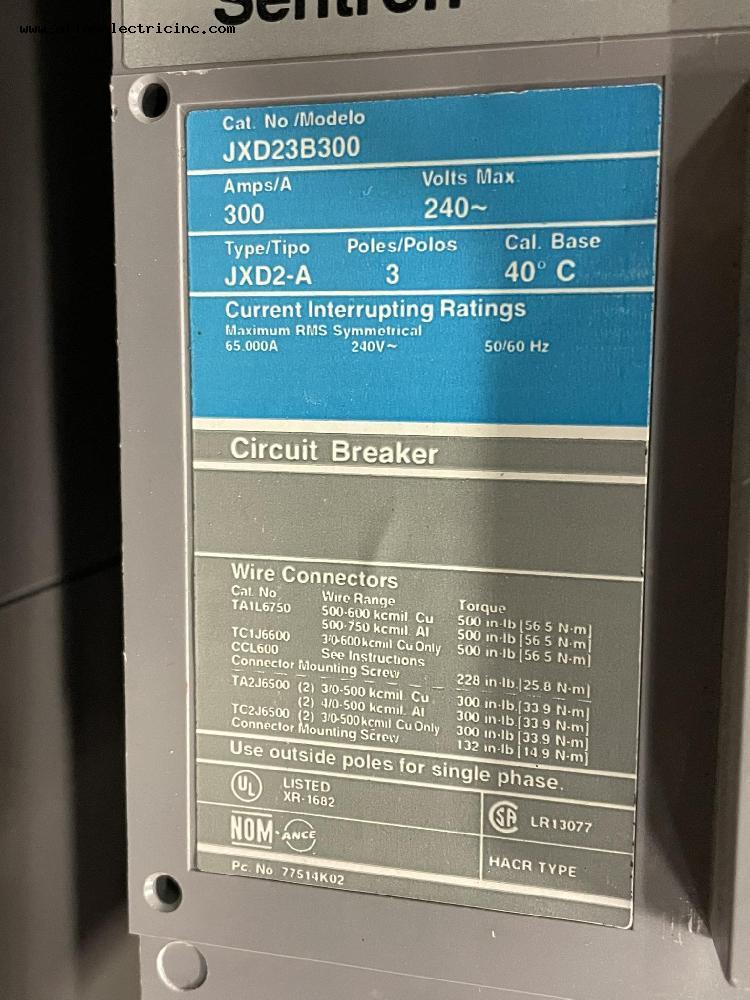 Sentron
Cat. No /Modelo
JXD23B300
Amps/A Volts Max.
300 240~
Type/Tipo Poles/Polos Cal. Base
JXD2-A 3 40° C
Current Interrupting Ratings
Maximum RMS Symmetrical
65.000A 240V~ 50/60 Hz
Circuit Breaker
Wire Connectors
Cat. No Wire Range Torque
TA1L6750 500-600 kcmil. Cu 500 in-lb [56.5 N-m]
500-750 kcmil. Al 500 in-lb [56.5 N-m]
TC1J6600 3/0-600kcmil Cu Only 500 in-lb [56.5 N-m]
CCL600 See Instructions
Connector Mounting Screw 228 in-lb.[25.8 N-m]
TA2J6500 (2) 3/0-500 kcmil. Cu 300 in-lb.[33.9 N-m]
(2) 4/0-500 kcmil. Al 300 in-lb.[33.9 N-m]
TC2J6500 (2) 3/0-500kcmil Cu Only 300 in-lb [33.9 N-m]
Connector Mounting Screw 132 in-lb [14.9 N-m]
Use outside poles for single phase.
UL LISTED
XR-1682
SA LR13077
NOM-ANCE
HACR TYPE
Pc. No. 77514K02